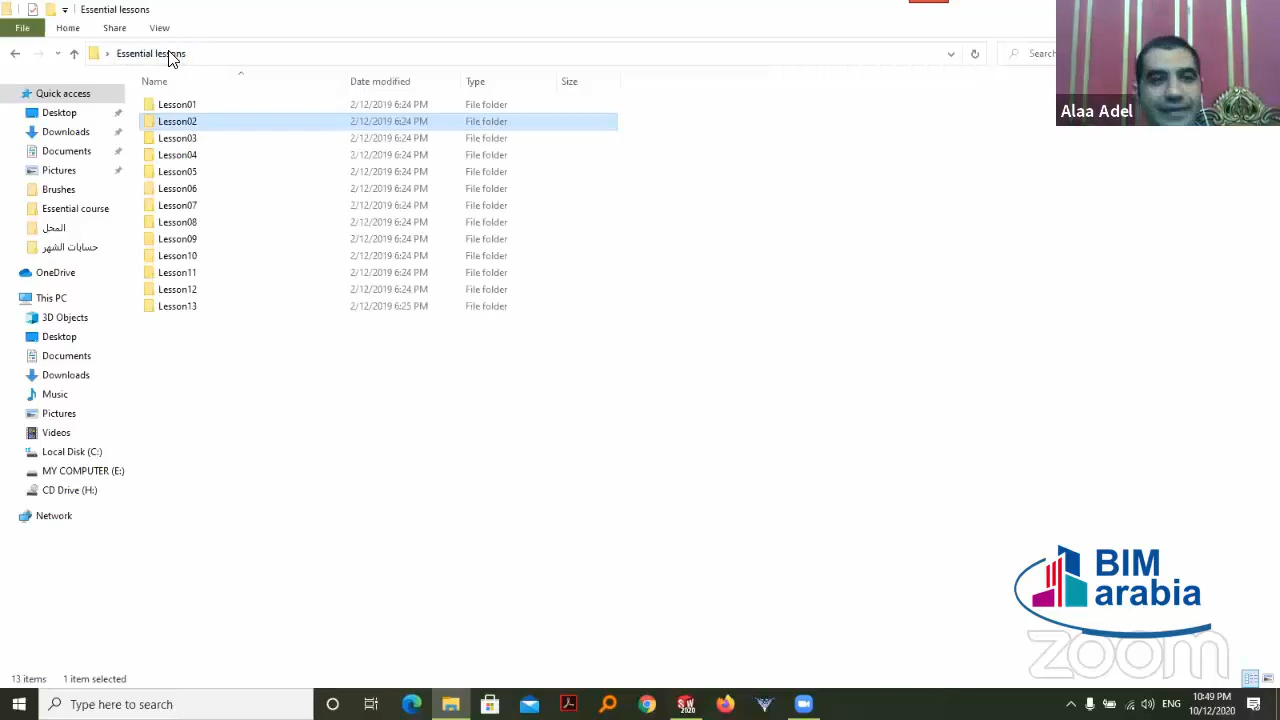 Essential lessons
File Home Share View
Essential lessons
Search
Name Date modified Type Size
Lesson01 2/12/2019 6:24 PM File folder
Lesson02 2/12/2019 6:24 PM File folder
Lesson03 2/12/2019 6:24 PM File folder
Lesson04 2/12/2019 6:24 PM File folder
Lesson05 2/12/2019 6:24 PM File folder
Lesson06 2/12/2019 6:24 PM File folder
Lesson07 2/12/2019 6:24 PM File folder
Lesson08 2/12/2019 6:24 PM File folder
Lesson09 2/12/2019 6:24 PM File folder
Lesson10 2/12/2019 6:24 PM File folder
Lesson11 2/12/2019 6:24 PM File folder
Lesson12 2/12/2019 6:24 PM File folder
Lesson13 2/12/2019 6:25 PM File folder
Quick access
Desktop
Downloads
Documents
Pictures
Brushes
Essential course
المحل
حسابات الشهر
OneDrive
This PC
3D Objects
Desktop
Documents
Downloads
Music
Pictures
Videos
Local Disk (C:)
MY COMPUTER (E:)
CD Drive (H:)
Network
Alaa Adel
BIM
arabia
zoom
13 items 1 item selected
Type here to search
SW
2020
ENG
10:49 PM
10/12/2020